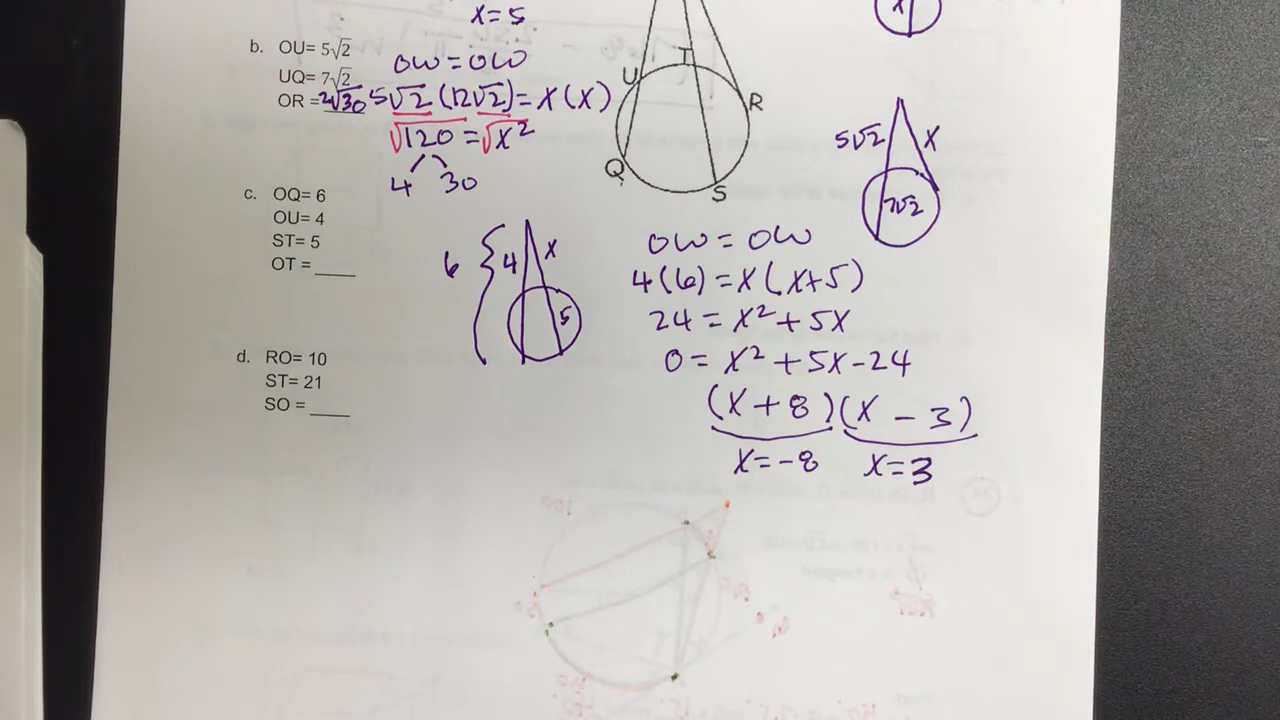 x=5
b. OU= 5√2
UQ= 7√2
OR = 2√30
OW = OW
5√2 (12√2) = x(x)
√120 = √x²
4 30
T
U
R
Q
S
x
5√2 x
7√2
c. OQ= 6
OU= 4
ST= 5
OT = ____
6 4 x
5
OW = OW
4(6) = x(x+5)
24 = x²+5x
0 = x²+5x-24
(x+8)(x-3)
x=-8 x=3
d. RO= 10
ST= 21
SO = ____